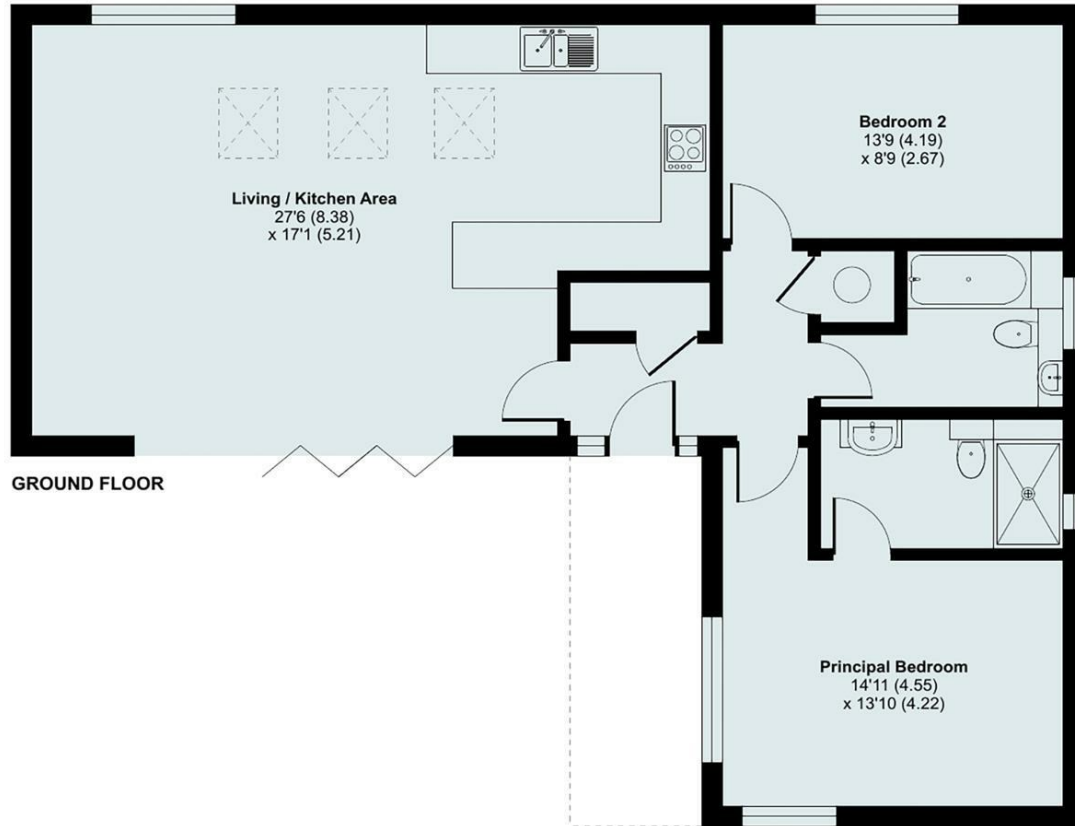 Bedroom 2
13'9 (4.19)
x 8'9 (2.67)
Living / Kitchen Area
27'6 (8.38)
x 17'1 (5.21)
GROUND FLOOR
Principal Bedroom
14'11 (4.55)
x 13'10 (4.22)